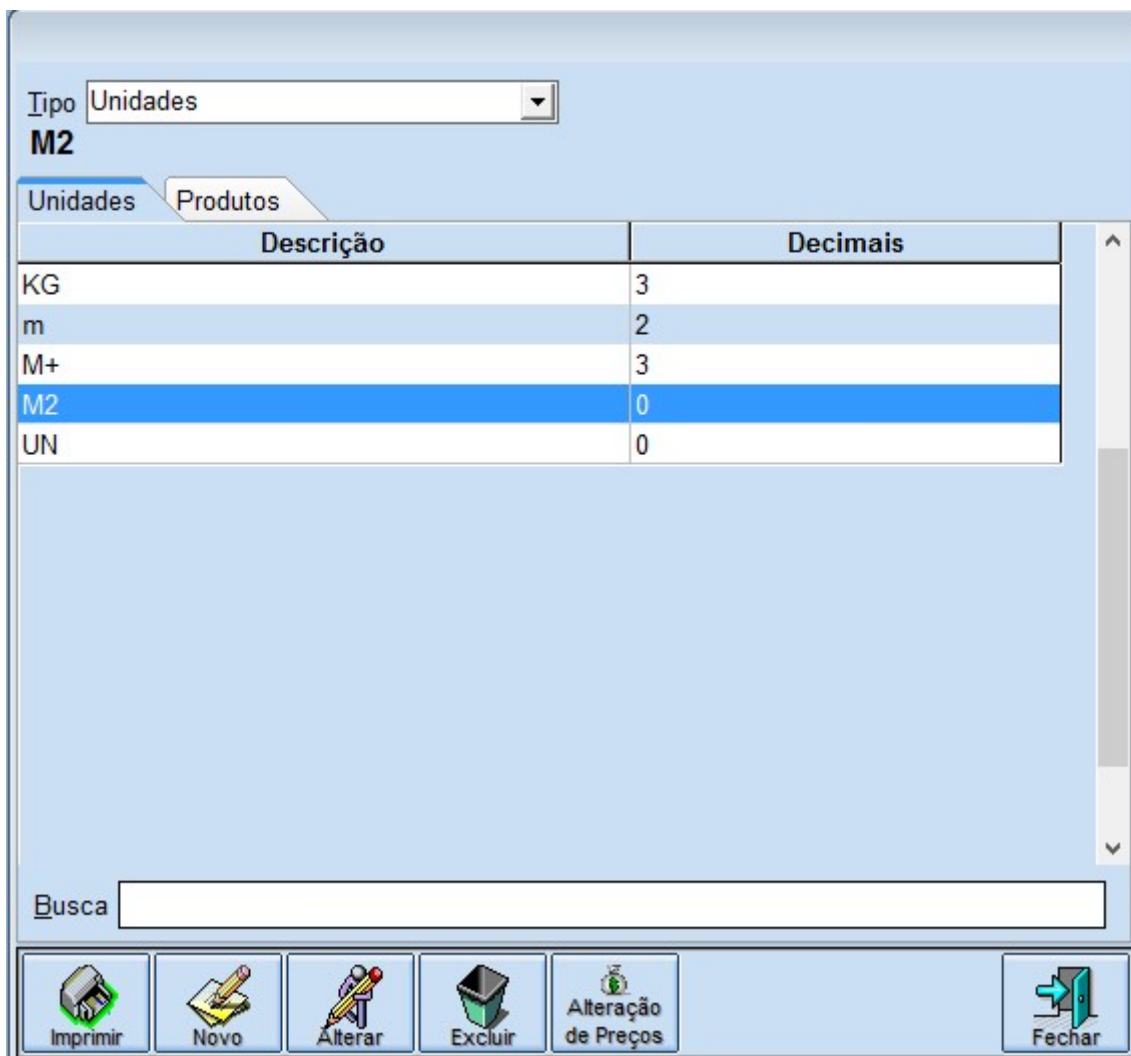 Tipo Unidades
M2
Unidades Produtos
Descrição Decimais
KG 3
m 2
M+ 3
M2 0
UN 0
Busca
Imprimir Novo Alterar Excluir Alteração de Preços Fechar